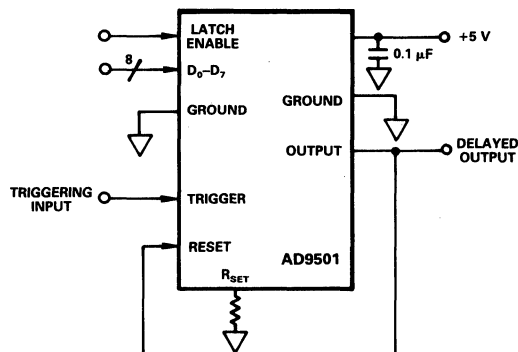 LATCH
ENABLE
+5 V
0.1 μF
8
D₀–D₇
GROUND
GROUND
OUTPUT
DELAYED
OUTPUT
TRIGGERING
INPUT
TRIGGER
RESET
AD9501
R_SET